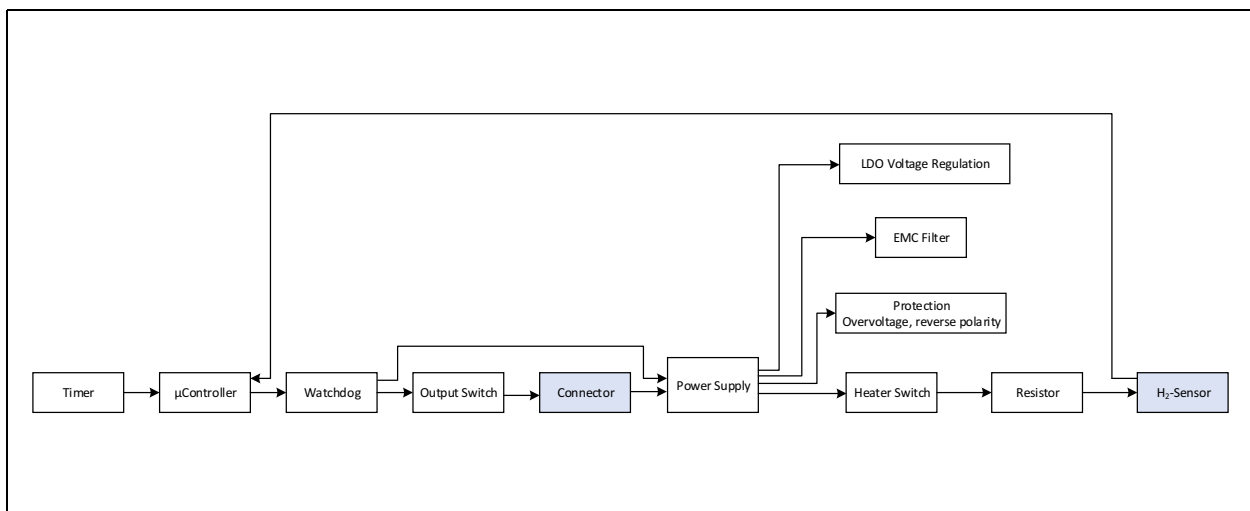 LDO Voltage Regulation
EMC Filter
Protection
Overvoltage, reverse polarity
Timer
µController
Watchdog
Output Switch
Connector
Power Supply
Heater Switch
Resistor
H₂-Sensor